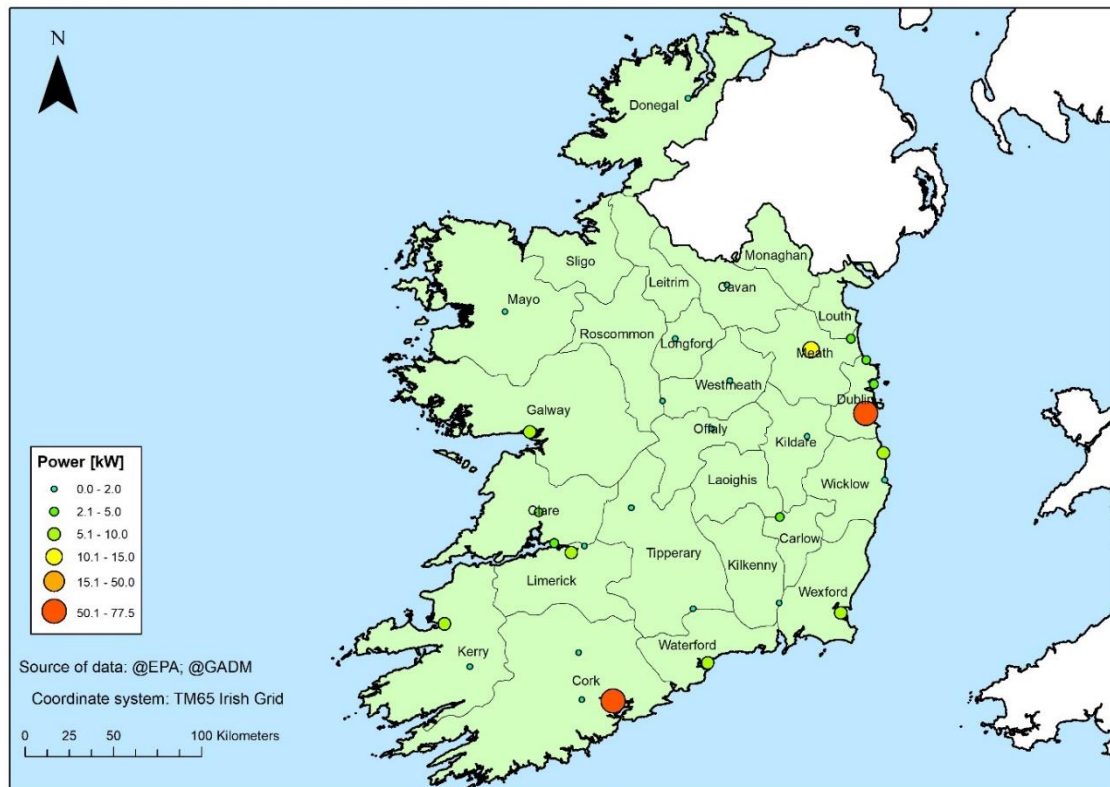 N
Donegal
Monaghan
Sligo
Leitrim
Cavan
Mayo
Louth
Roscommon
Longford
Meath
Westmeath
Dublin
Galway
Offaly
Kildare
Laoighis
Wicklow
Clare
Carlow
Tipperary
Kilkenny
Limerick
Wexford
Waterford
Kerry
Cork
Power [kW]
0.0 - 2.0
2.1 - 5.0
5.1 - 10.0
10.1 - 15.0
15.1 - 50.0
50.1 - 77.5
Source of data: @EPA; @GADM
Coordinate system: TM65 Irish Grid
0 25 50 100 Kilometers